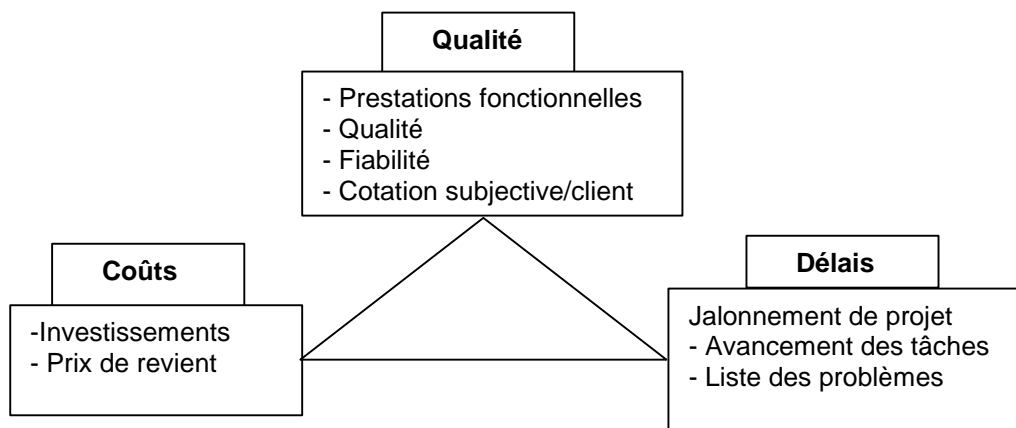 Qualité
- Prestations fonctionnelles
- Qualité
- Fiabilité
- Cotation subjective/client
Coûts
-Investissements
- Prix de revient
Délais
Jalonnement de projet
- Avancement des tâches
- Liste des problèmes